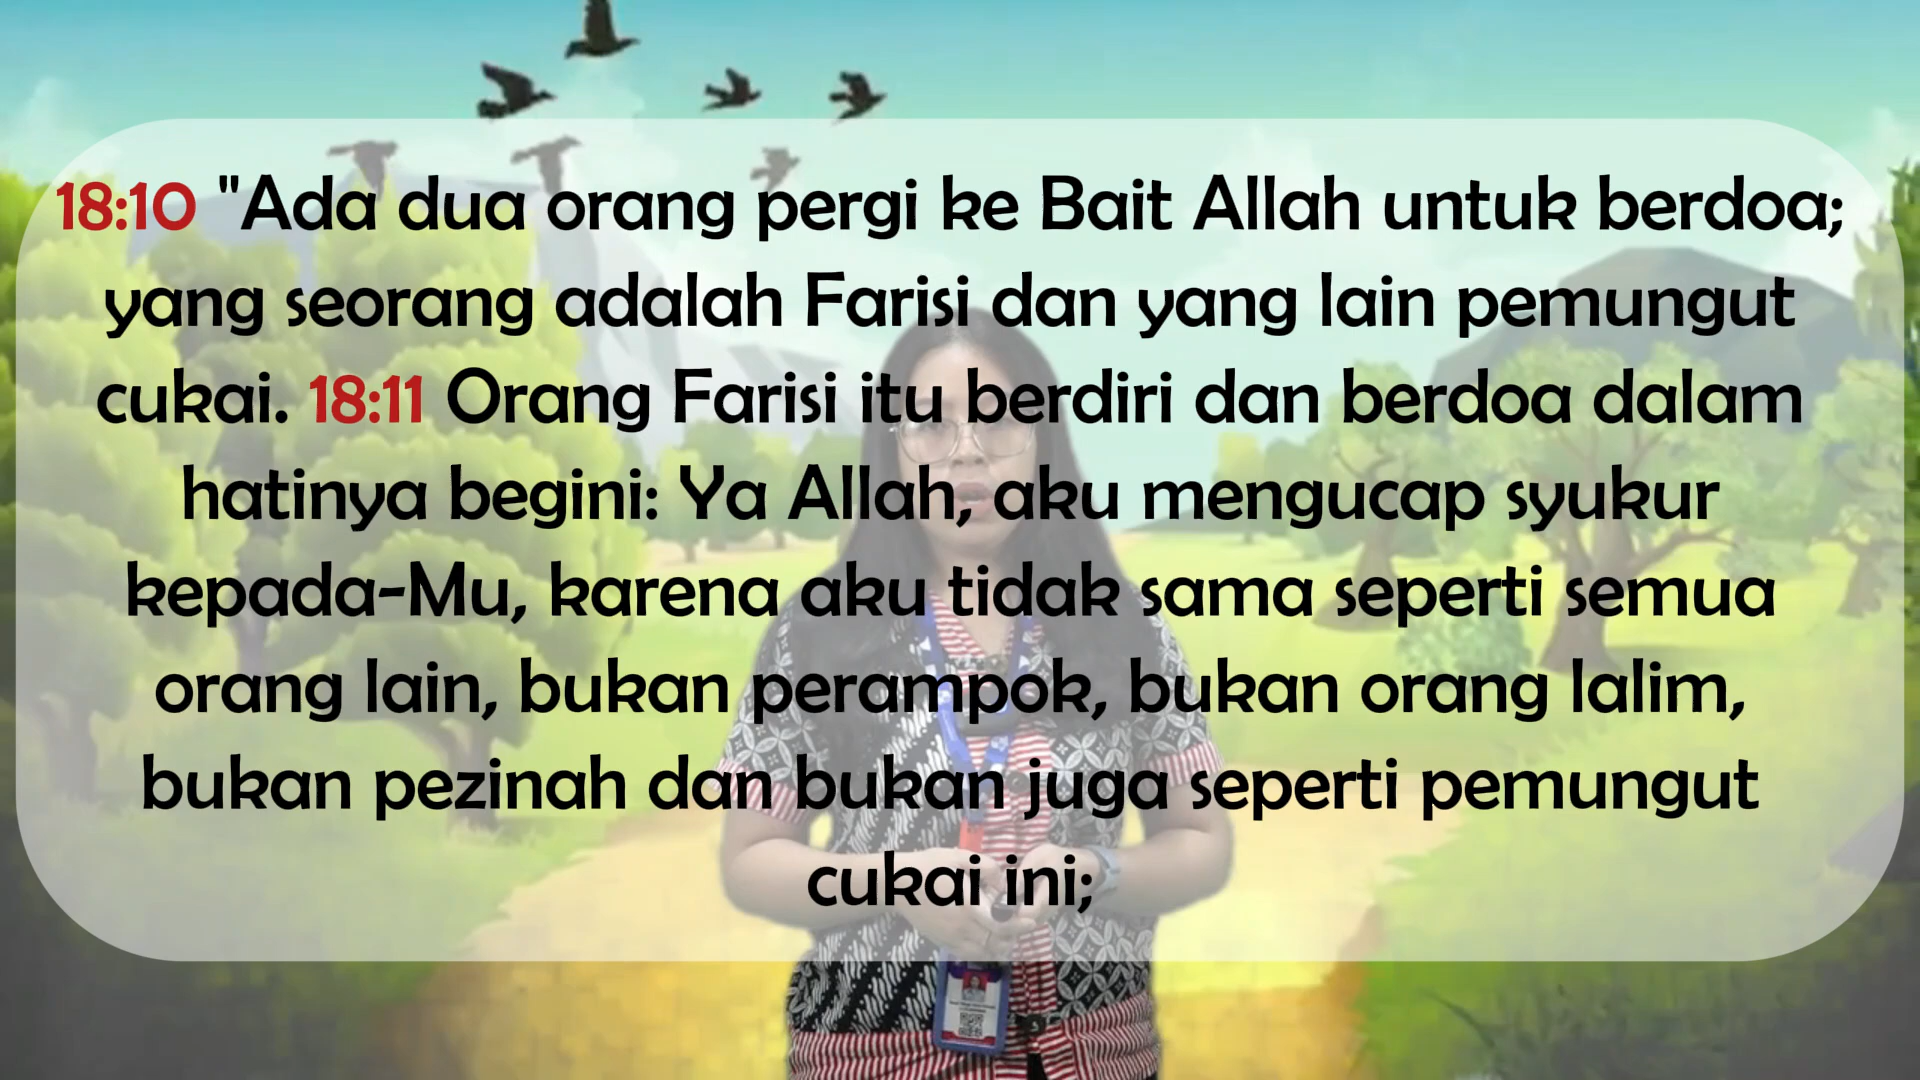 18:10 "Ada dua orang pergi ke Bait Allah untuk berdoa;
yang seorang adalah Farisi dan yang lain pemungut
cukai. 18:11 Orang Farisi itu berdiri dan berdoa dalam
hatinya begini: Ya Allah, aku mengucap syukur
kepada-Mu, karena aku tidak sama seperti semua
orang lain, bukan perampok, bukan orang lalim,
bukan pezinah dan bukan juga seperti pemungut
cukai ini;